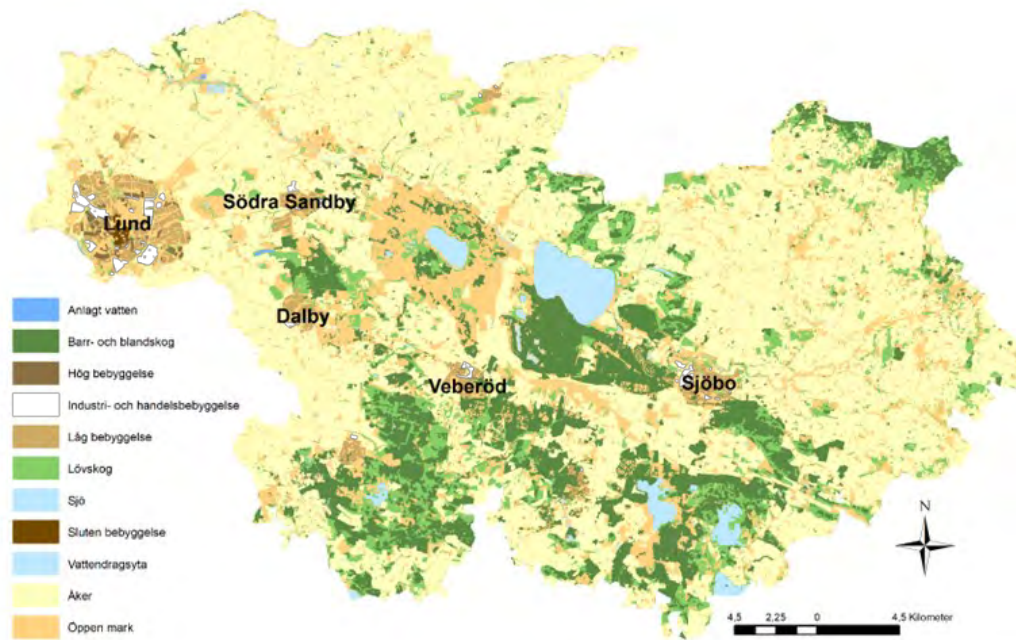 Södra Sandby
Lund
Dalby
Veberöd
Sjöbo
Anlagt vatten
Barr- och blandskog
Hög bebyggelse
Industri- och handelsbebyggelse
Låg bebyggelse
Lövskog
Sjö
Sluten bebyggelse
Vattendragsyta
Åker
Öppen mark
N
4,5 2,25 0 4,5 Kilometer